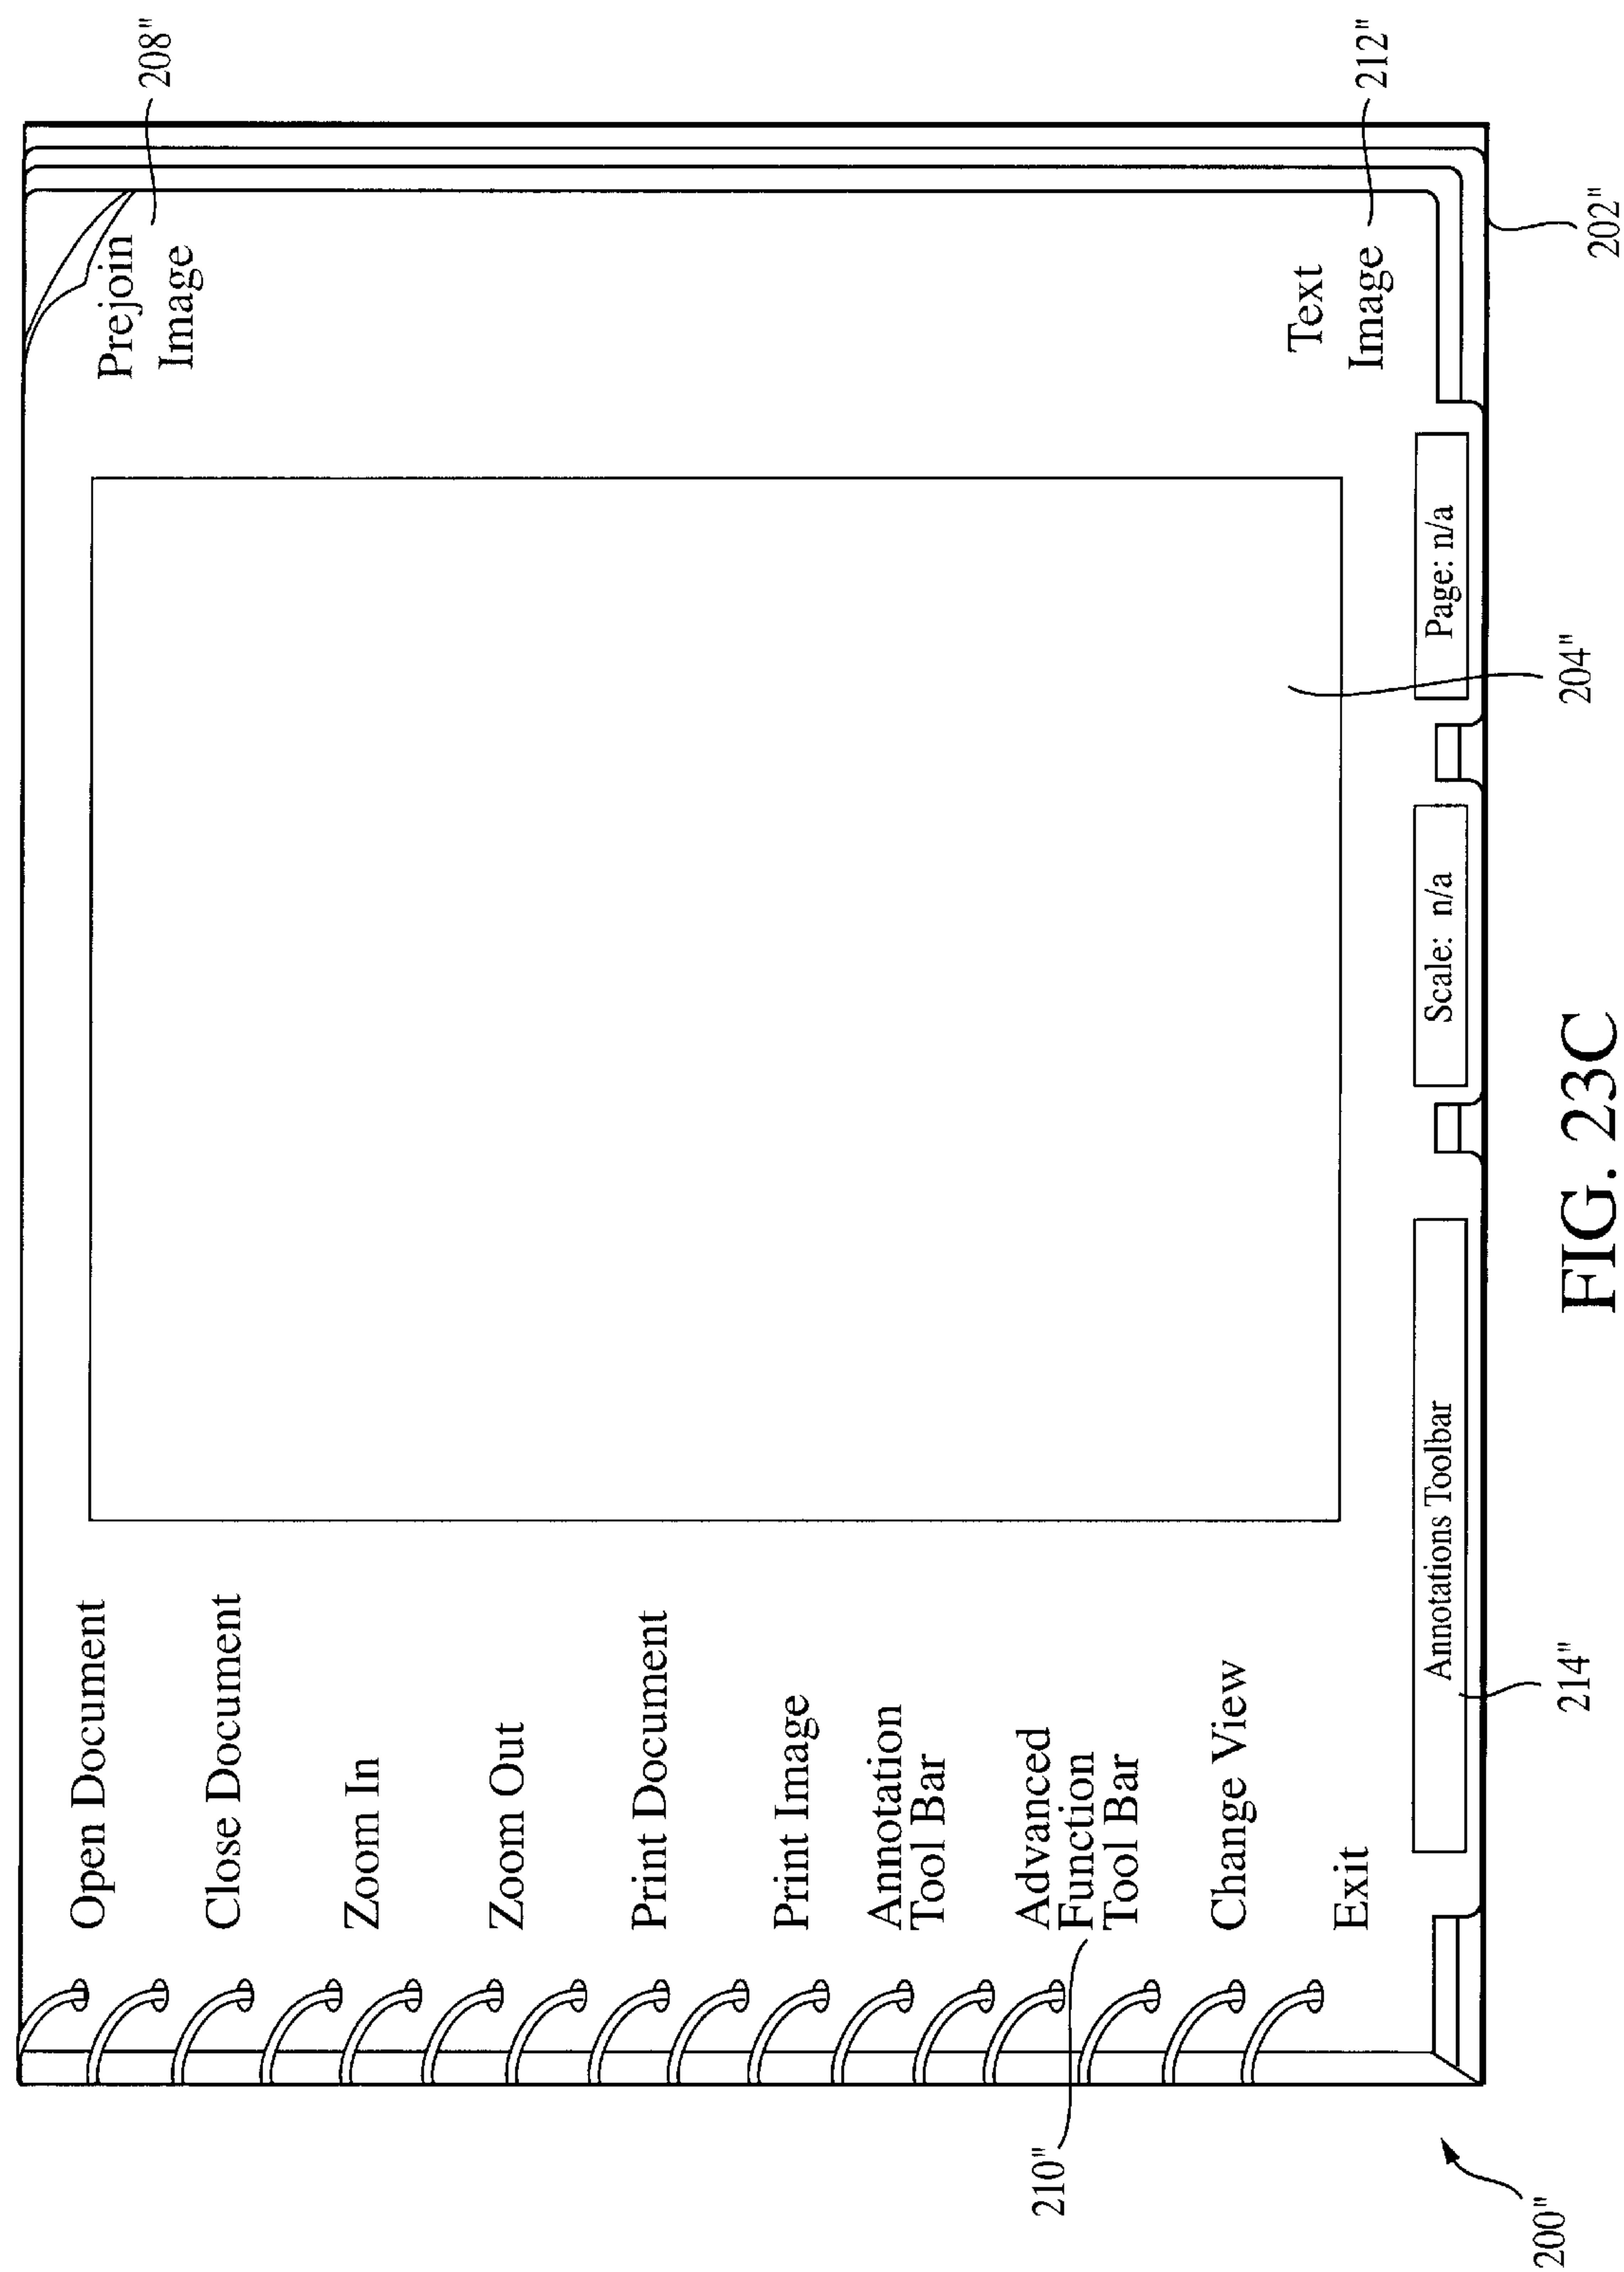 Open Document
Close Document
Zoom In
Zoom Out
Print Document
Print Image
Annotation
Tool Bar
Advanced
Function
Tool Bar
Change View
Exit
Prejoin
Image
Text
Image
Annotations Toolbar
Scale: n/a
Page: n/a
208"
212"
202"
204"
214"
210"
200"
FIG. 23C